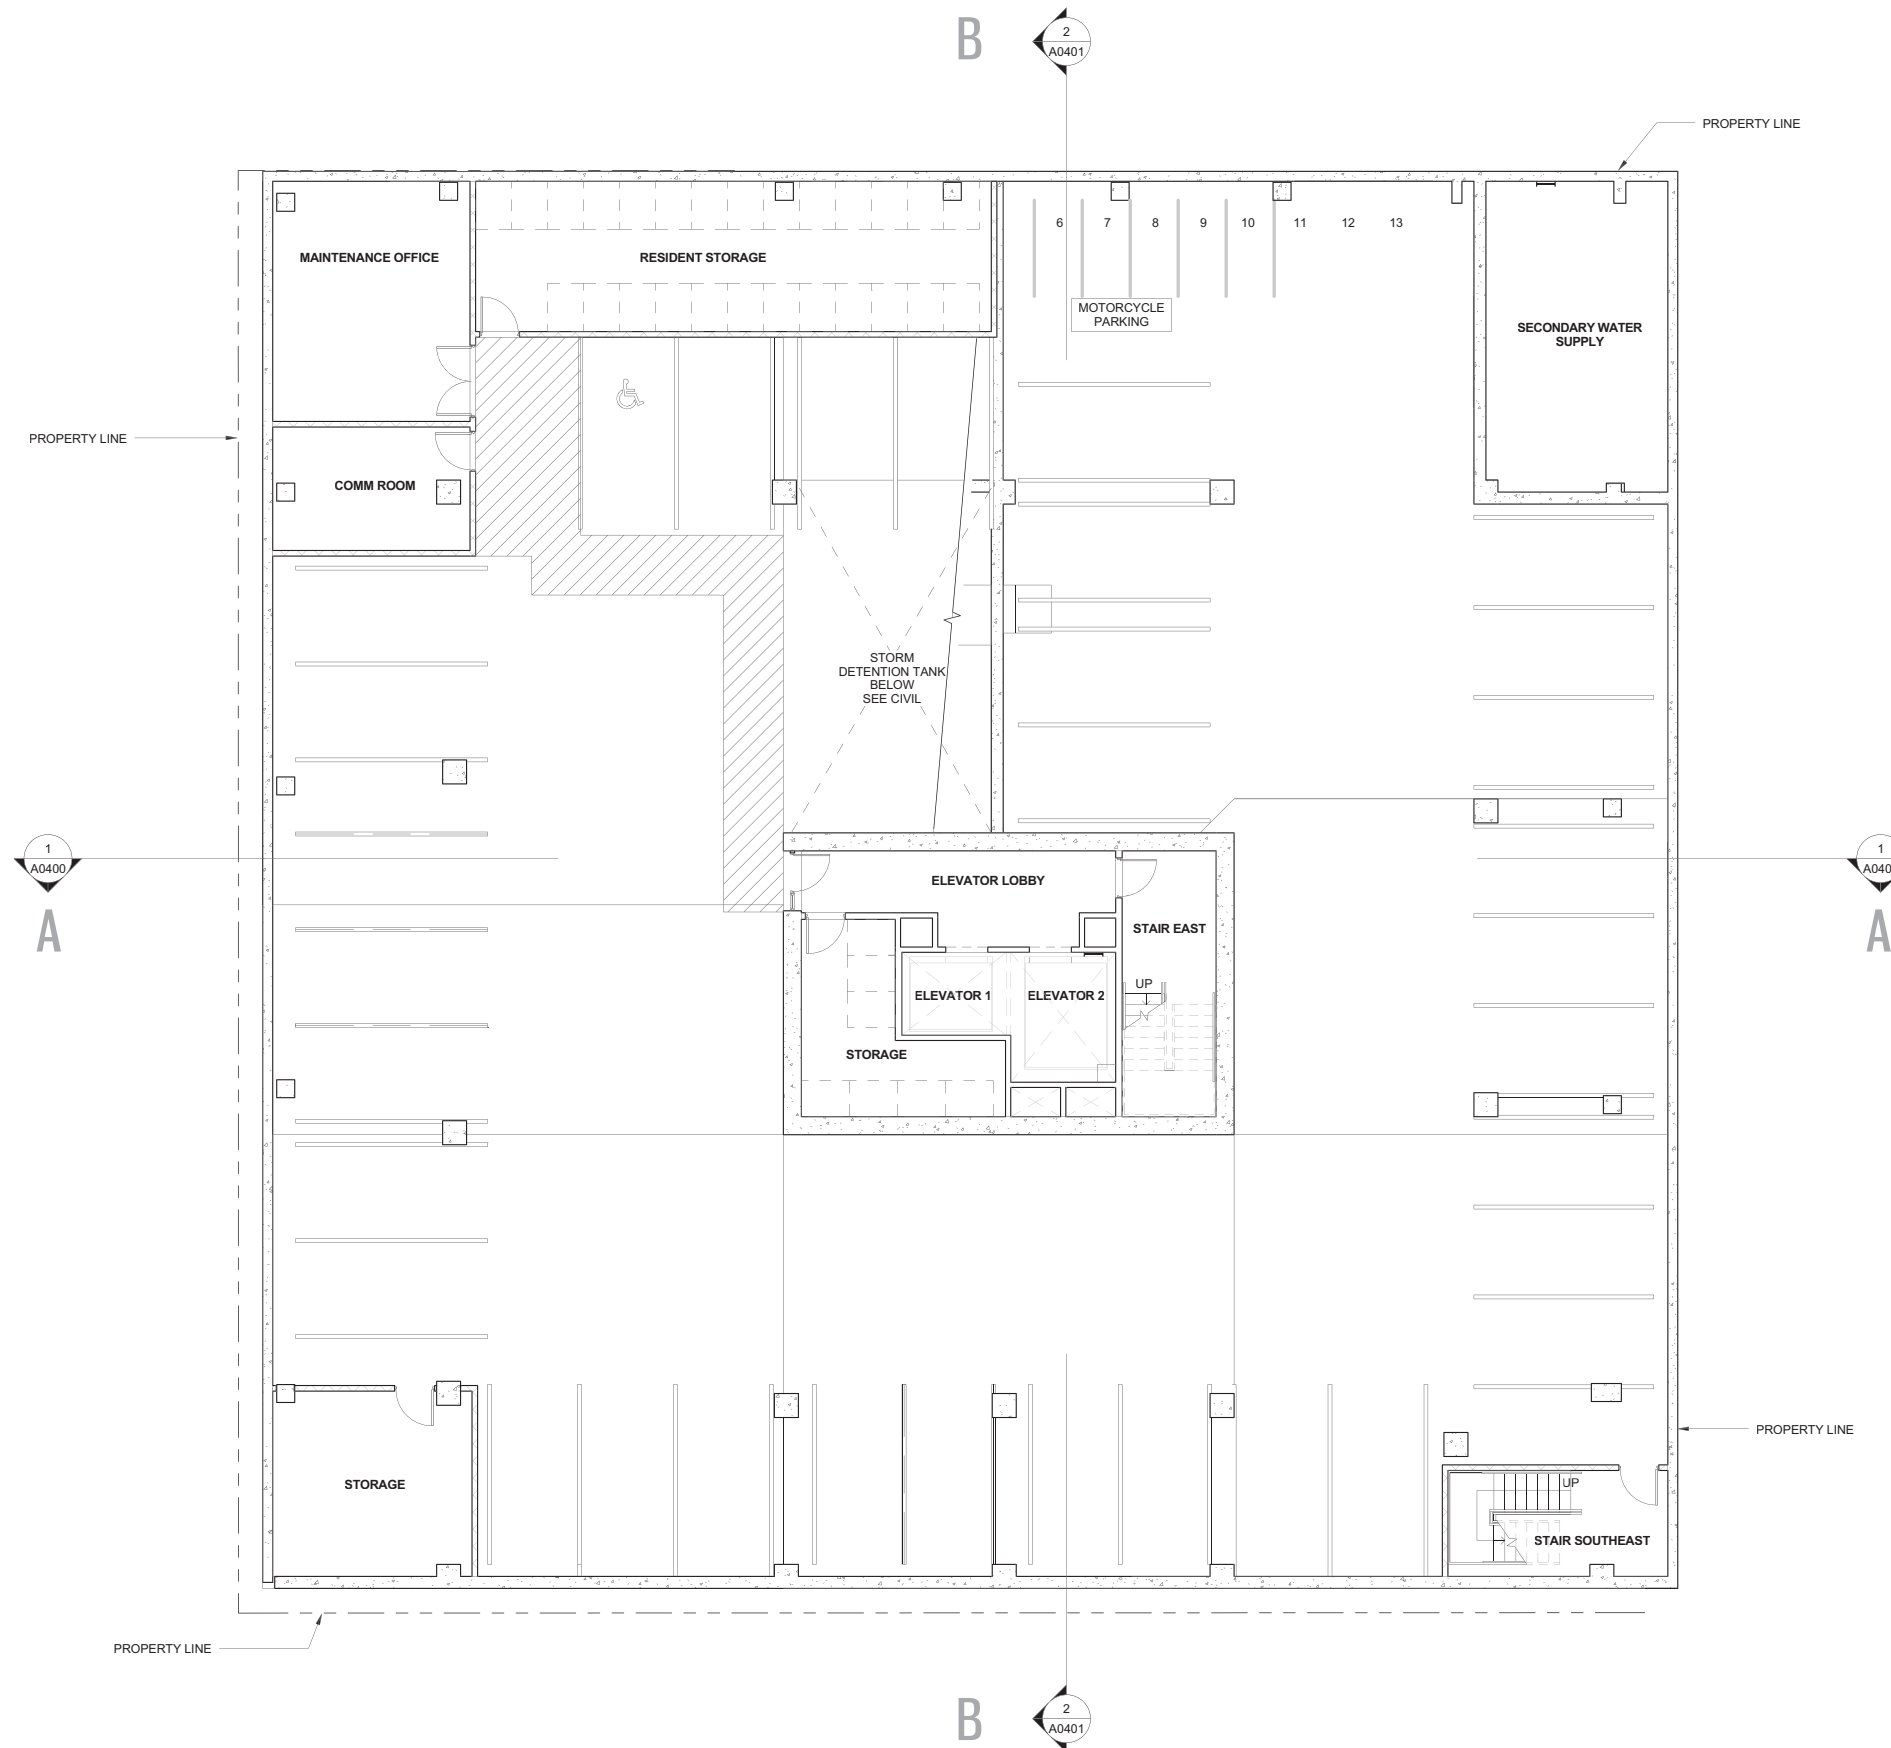 B
2
A0401
PROPERTY LINE
6 7 8 9 10 11 12 13
MAINTENANCE OFFICE
RESIDENT STORAGE
MOTORCYCLE
PARKING
SECONDARY WATER
SUPPLY
PROPERTY LINE
COMM ROOM
STORM
DETENTION TANK
BELOW
SEE CIVIL
1
A0400
A
1
A040
A
ELEVATOR LOBBY
STAIR EAST
UP
ELEVATOR 1
ELEVATOR 2
STORAGE
PROPERTY LINE
STORAGE
UP
STAIR SOUTHEAST
PROPERTY LINE
B
2
A0401